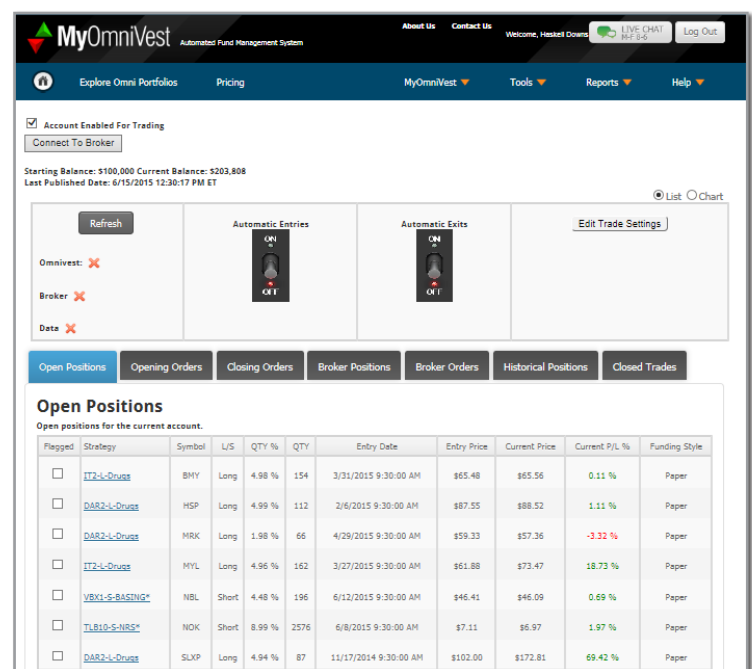 MyOmniVest Automated Fund Management System
About Us Contact Us Welcome, Haskell Downs LIVE CHAT Log Out
M-F 8-6
Explore Omni Portfolios Pricing MyOmniVest Tools Reports Help
Account Enabled For Trading
Connect To Broker
Starting Balance: $100,000 Current Balance: $203,808
Last Published Date: 6/15/2015 12:30:17 PM ET
List Chart
Refresh Automatic Entries Automatic Exits Edit Trade Settings
ON ON
Omnivest:
OFF OFF
Broker
Data
Open Positions Opening Orders Closing Orders Broker Positions Broker Orders Historical Positions Closed Trades
Open Positions
Open positions for the current account.
Flagged Strategy Symbol L/S QTY % QTY Entry Date Entry Price Current Price Current P/L % Funding Style
IT2-L-Drugs BMY Long 4.98 % 154 3/31/2015 9:30:00 AM $65.48 $65.56 0.11 % Paper
DAR2-L-Drugs HSP Long 4.99 % 112 2/6/2015 9:30:00 AM $87.55 $88.52 1.11 % Paper
DAR2-L-Drugs MRK Long 1.98 % 66 4/29/2015 9:30:00 AM $59.33 $57.36 -3.32 % Paper
IT2-L-Drugs MYL Long 4.96 % 162 3/27/2015 9:30:00 AM $61.88 $73.47 18.73 % Paper
VBX1-S-BASING* NBL Short 4.48 % 196 6/12/2015 9:30:00 AM $46.41 $46.09 0.69 % Paper
TLB10-S-NRS* NOK Short 8.99 % 2576 6/8/2015 9:30:00 AM $7.11 $6.97 1.97 % Paper
DAR2-L-Drugs SLXP Long 4.94 % 87 11/17/2014 9:30:00 AM $102.00 $172.81 69.42 % Paper